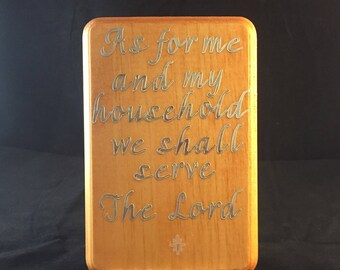 As for me
and my
household
we shall
serve
The Lord